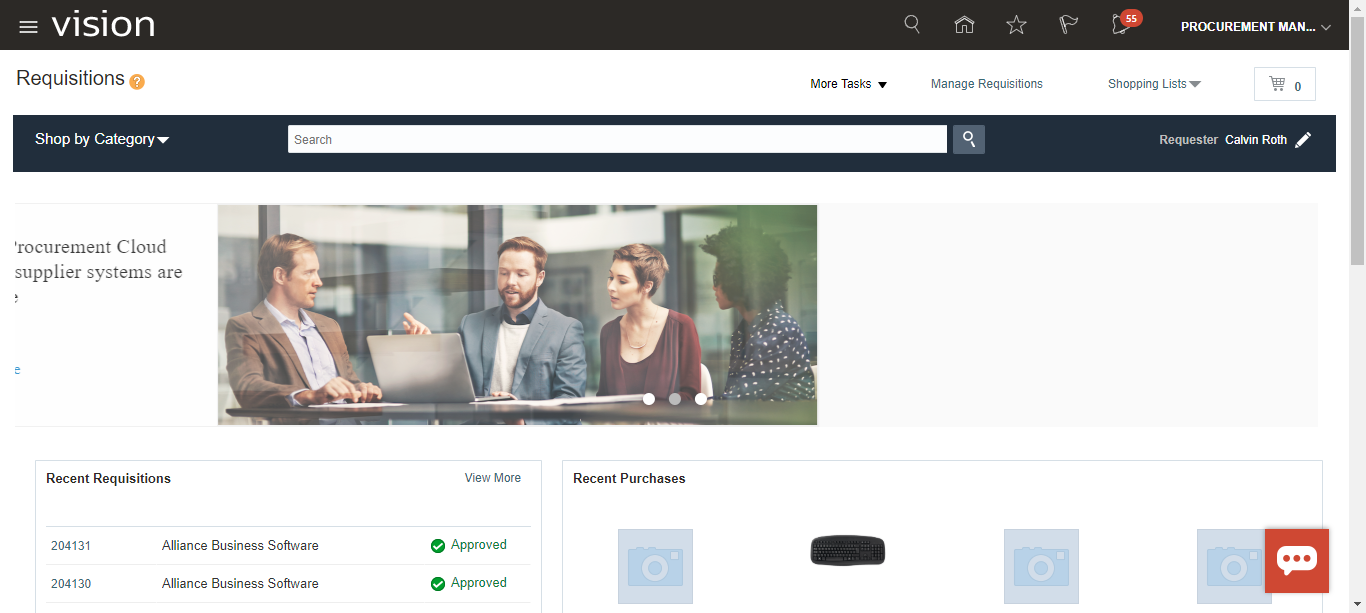 vision
55
PROCUREMENT MAN...
Requisitions ?
More Tasks
Manage Requisitions
Shopping Lists
0
Shop by Category
Search
Requester Calvin Roth
Procurement Cloud
supplier systems are
e
e
Recent Requisitions
View More
204131 Alliance Business Software Approved
204130 Alliance Business Software Approved
Recent Purchases